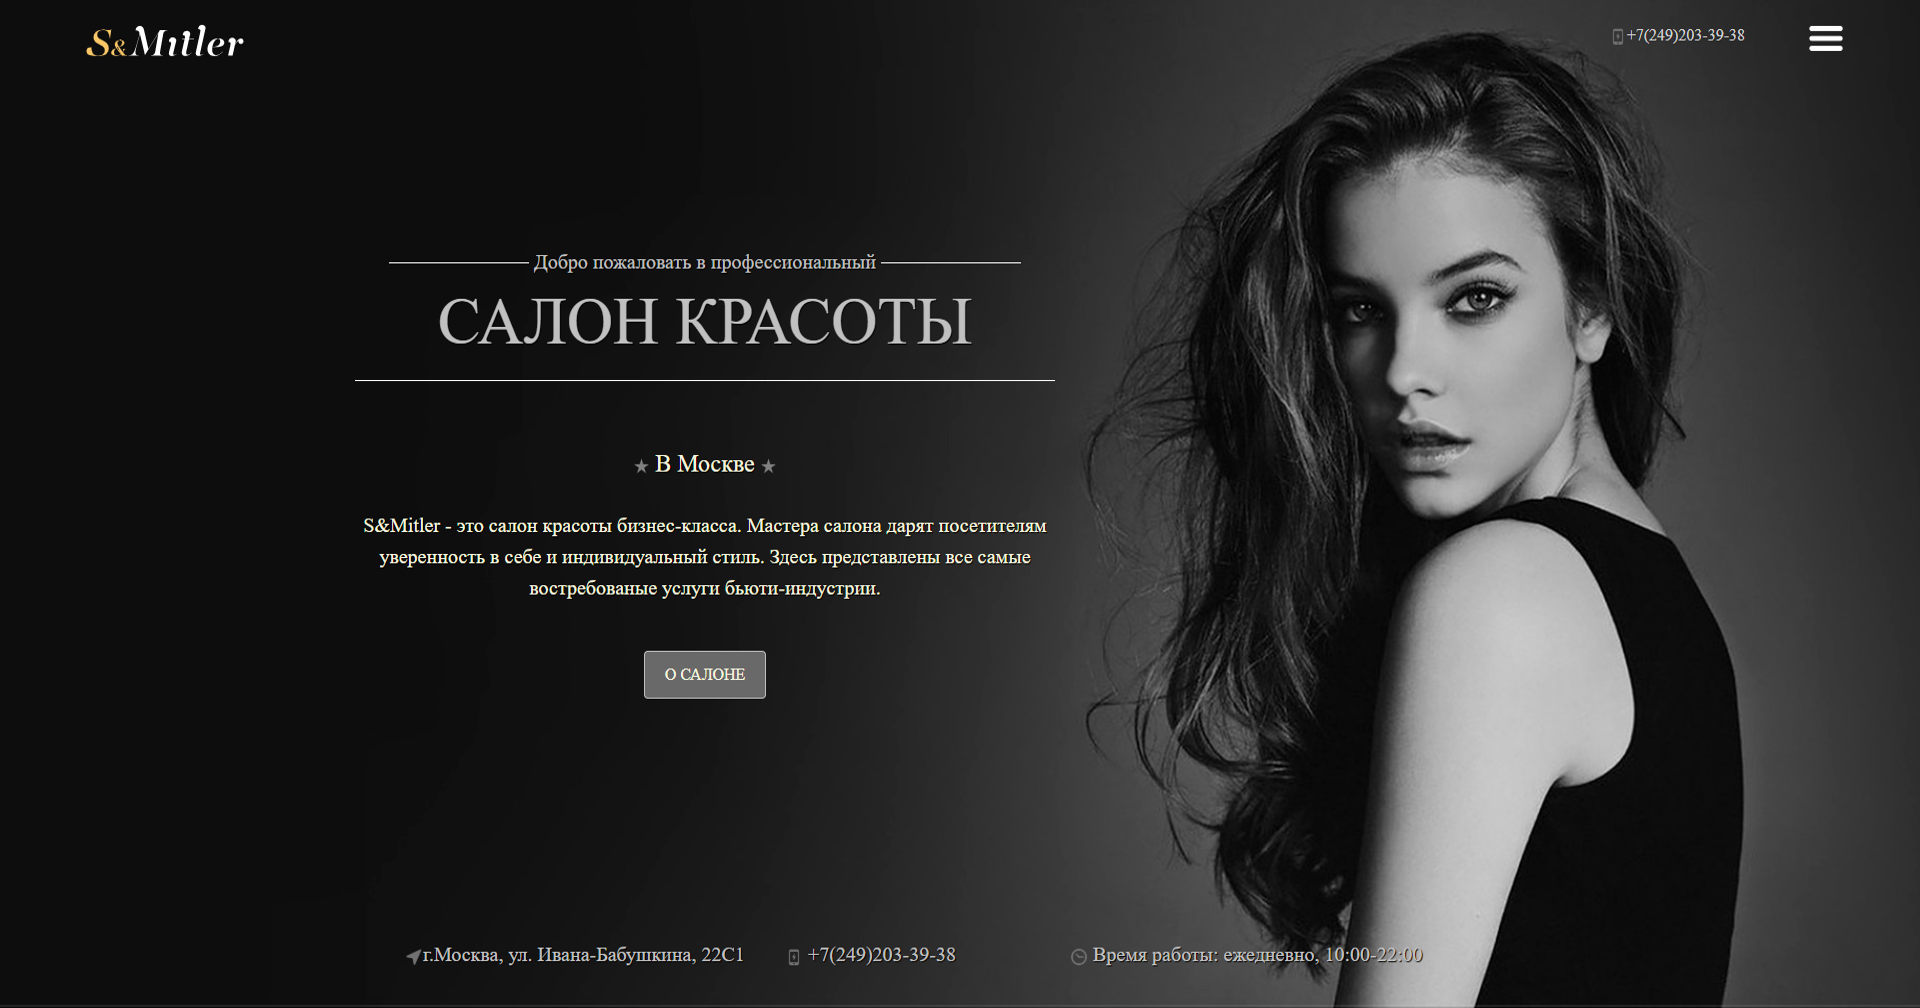 S&Mitler
+7(249)203-39-38
Добро пожаловать в профессиональный
САЛОН КРАСОТЫ
В Москве
S&Mitler - это салон красоты бизнес-класса. Мастера салона дарят посетителям
уверенность в себе и индивидуальный стиль. Здесь представлены все самые
востребованые услуги бьюти-индустрии.
О САЛОНЕ
г.Москва, ул. Ивана-Бабушкина, 22С1
+7(249)203-39-38
Время работы: ежедневно, 10:00-22:00